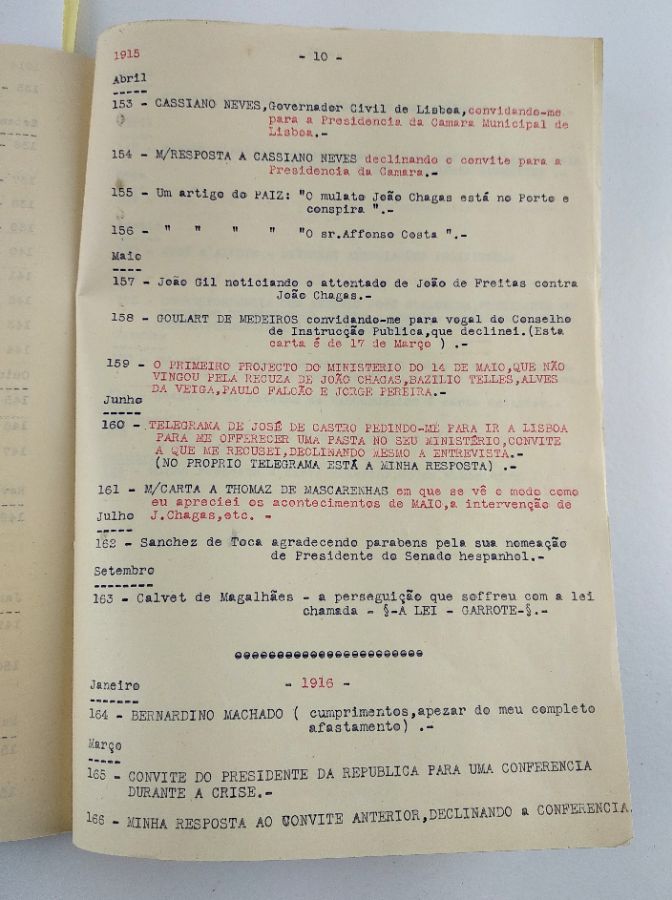 1915 - 10 -
Abril
153 - CASSIANO NEVES,Governador Civil de Lisboa,convidando-me
para a Presidencia da Camara Municipal de
Lisboa.-
154 - M/RESPOSTA A CASSIANO NEVES declinando o convite para a
Presidencia da Camara.-
155 - Um artigo do PAIZ: "O mulato João Chagas está no Porto e
conspira ".-
156 - " " " " "O sr.Affonso Costa ".-
Maio
157 - João Gil noticiando o attentado de João de Freitas contra
João Chagas.-
158 - GOULART DE MEDEIROS convidando-me para vogal do Conselho
de Instrucção Publica,que declinei.(Esta
carta é de 17 de Março ) .-
159 - O PRIMEIRO PROJECTO DO MINISTERIO DO 14 DE MAIO,QUE NÃO
VINGOU PELA RECUZA DE JOÃO CHAGAS,BAZILIO TELLES,ALVES
DA VEIGA,PAULO FALCÃO E JORGE PEREIRA.-
Junho
160 - TELEGRAMA DE JOSÉ DE CASTRO PEDINDO-ME PARA IR A LISBOA
PARA ME OFFERECER UMA PASTA NO SEU MINISTÉRIO,CONVITE
A QUE ME RECUSEI,DECLINANDO MESMO A ENTREVISTA.-
(NO PROPRIO TELEGRAMA ESTÁ A MINHA RESPOSTA) .-
161 - M/CARTA A THOMAZ DE MASCARENHAS em que se vê o modo como
eu apreciei os acontecimentos de MAIO,a intervenção de
J.Chagas,etc. -
Julho
162 - Sanchez de Toca agradecendo parabens pela sua nomeação
de Presidente do Senado hespanhol.-
Setembro
163 - Calvet de Magalhães - a perseguição que soffreu com a lei
chamada - §-A LEI - GARROTE-§.-
Janeiro - 1916 -
164 - BERNARDINO MACHADO ( cumprimentos,apezar do meu completo
afastamento) .-
Março
165 - CONVITE DO PRESIDENTE DA REPUBLICA PARA UMA CONFERENCIA
DURANTE A CRISE.-
166 - MINHA RESPOSTA AO CONVITE ANTERIOR,DECLINANDO a CONFERENCIA.